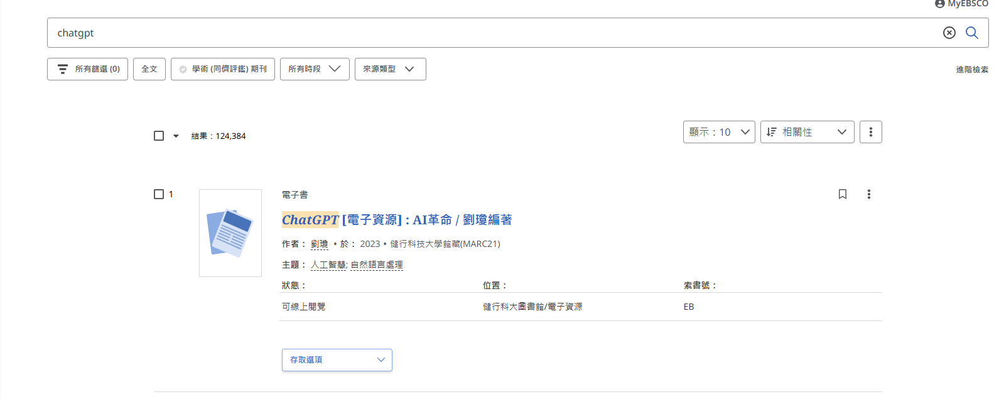 MyEBSCO
chatgpt
所有篩選 (0) 全文 學術 (同儕評鑑) 期刊 所有時段 來源類型 進階檢索
結果：124,384 顯示：10 相關性
1 電子書
ChatGPT [電子資源] : AI革命 / 劉瓊編著
作者： 劉瓊 • 於： 2023 • 健行科技大學館藏(MARC21)
主題： 人工智慧; 自然語言處理
狀態： 位置： 索書號：
可線上閱覽 健行科大圖書館/電子資源 EB
存取選項